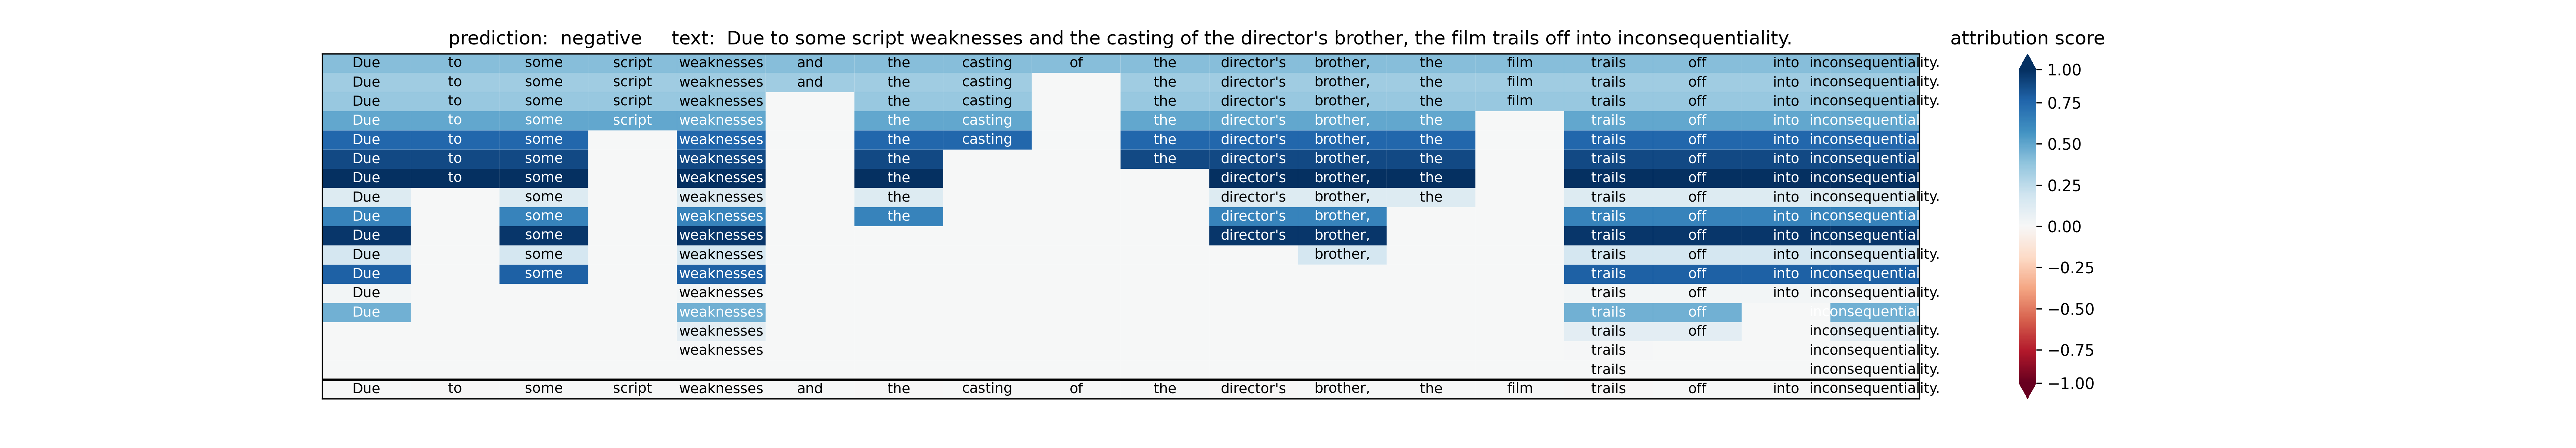 prediction:  negative     text:  Due to some script weaknesses and the casting of the director's brother, the film trails off into inconsequentiality.
attribution score
Due to some script weaknesses and the casting of the director's brother, the film trails off into inconsequentiality.
Due to some script weaknesses and the casting the director's brother, the film trails off into inconsequentiality.
Due to some script weaknesses the casting the director's brother, the film trails off into inconsequentiality.
Due to some script weaknesses the casting the director's brother, the trails off into inconsequential
Due to some weaknesses the casting the director's brother, the trails off into inconsequential
Due to some weaknesses the the director's brother, the trails off into inconsequential
Due to some weaknesses the director's brother, the trails off into inconsequential
Due some weaknesses the director's brother, the trails off into inconsequentiality.
Due some weaknesses the director's brother, trails off into inconsequential
Due some weaknesses director's brother, trails off into inconsequential
Due some weaknesses brother, trails off into inconsequentiality.
Due some weaknesses trails off into inconsequential
Due weaknesses trails off into inconsequentiality.
Due weaknesses trails off inconsequential
weaknesses trails off inconsequentiality.
weaknesses trails inconsequentiality.
trails inconsequentiality.
Due to some script weaknesses and the casting of the director's brother, the film trails off into inconsequentiality.
1.00
0.75
0.50
0.25
0.00
−0.25
−0.50
−0.75
−1.00